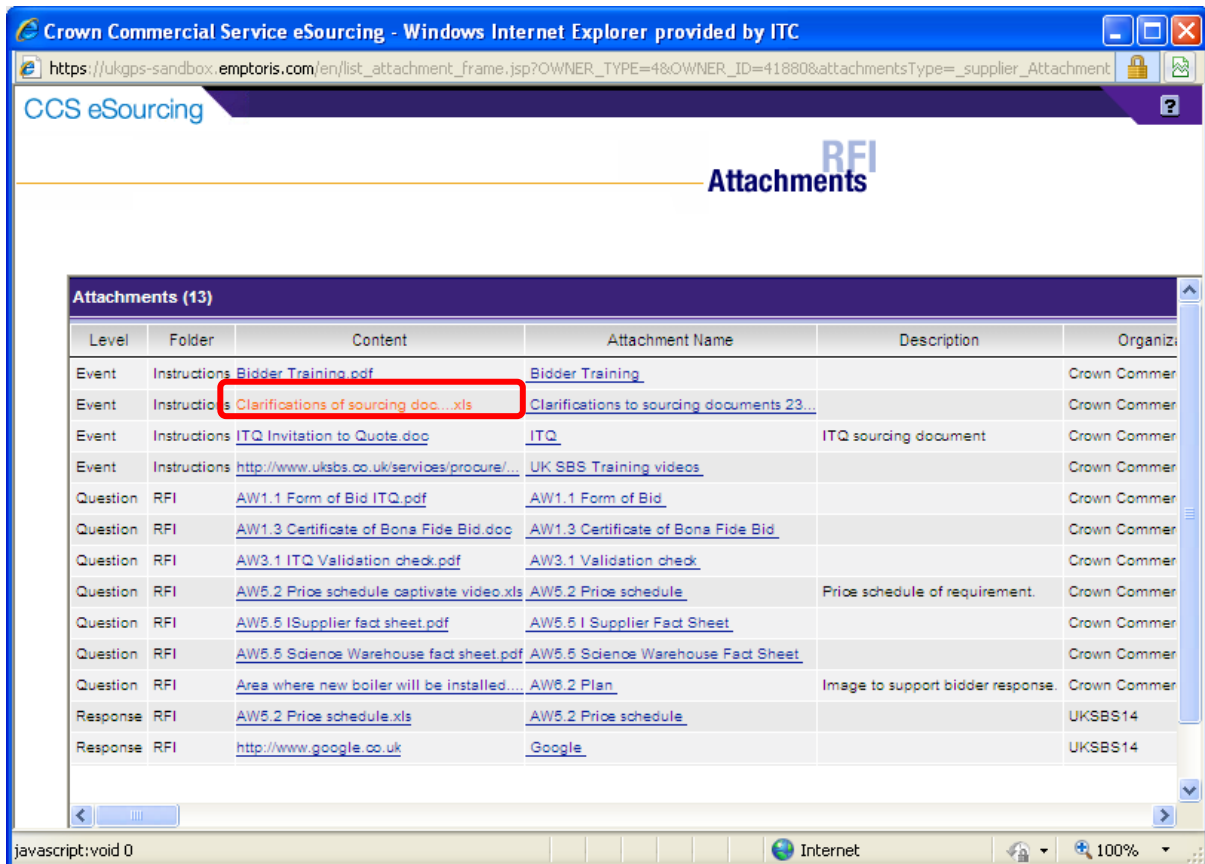 Crown Commercial Service eSourcing - Windows Internet Explorer provided by ITC
https://ukgps-sandbox.emptoris.com/en/list_attachment_frame.jsp?OWNER_TYPE=4&OWNER_ID=41880&attachmentsType=_supplier_Attachment
CCS eSourcing ?
RFI
Attachments
Attachments (13)
Level Folder Content Attachment Name Description Organiz
Event Instructions Bidder Training.pdf Bidder Training Crown Commer
Event Instructions Clarifications of sourcing doc....xls Clarifications to sourcing documents 23... Crown Commer
Event Instructions ITQ Invitation to Quote.doc ITQ ITQ sourcing document Crown Commer
Event Instructions http://www.uksbs.co.uk/services/procure/... UK SBS Training videos Crown Commer
Question RFI AW1.1 Form of Bid ITQ.pdf AW1.1 Form of Bid Crown Commer
Question RFI AW1.3 Certificate of Bona Fide Bid.doc AW1.3 Certificate of Bona Fide Bid Crown Commer
Question RFI AW3.1 ITQ Validation check.pdf AW3.1 Validation check Crown Commer
Question RFI AW5.2 Price schedule captivate video.xls AW5.2 Price schedule Price schedule of requirement. Crown Commer
Question RFI AW5.5 ISupplier fact sheet.pdf AW5.5 I Supplier Fact Sheet Crown Commer
Question RFI AW5.5 Science Warehouse fact sheet.pdf AW5.5 Science Warehouse Fact Sheet Crown Commer
Question RFI Area where new boiler will be installed.... AW6.2 Plan Image to support bidder response. Crown Commer
Response RFI AW5.2 Price schedule.xls AW5.2 Price schedule UKSBS14
Response RFI http://www.google.co.uk Google UKSBS14
javascript:void 0 Internet 100%